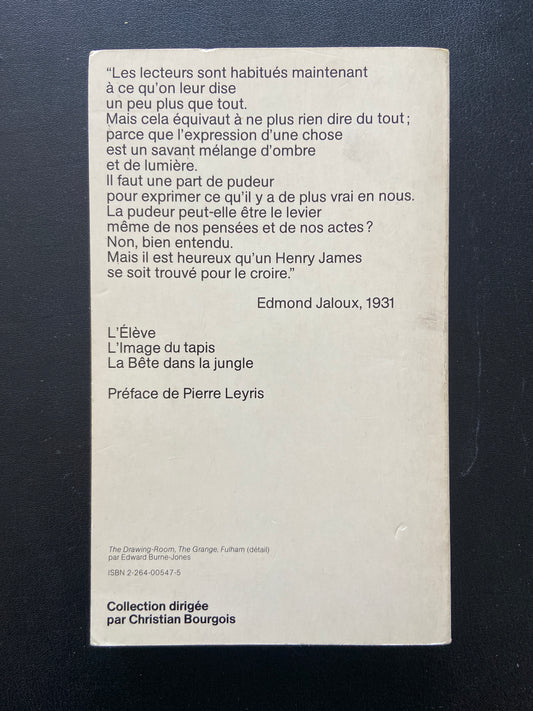 “Les lecteurs sont habitués maintenant
à ce qu’on leur dise
un peu plus que tout.
Mais cela équivaut à ne plus rien dire du tout ;
parce que l’expression d’une chose
est un savant mélange d’ombre
et de lumière.
Il faut une part de pudeur
pour exprimer ce qu’il y a de plus vrai en nous.
La pudeur peut-elle être le levier
même de nos pensées et de nos actes ?
Non, bien entendu.
Mais il est heureux qu’un Henry James
se soit trouvé pour le croire.”
Edmond Jaloux, 1931
L’Élève
L’Image du tapis
La Bête dans la jungle
Préface de Pierre Leyris
The Drawing-Room, The Grange, Fulham (détail)
par Edward Burne-Jones
ISBN 2-264-00547-5
Collection dirigée
par Christian Bourgois